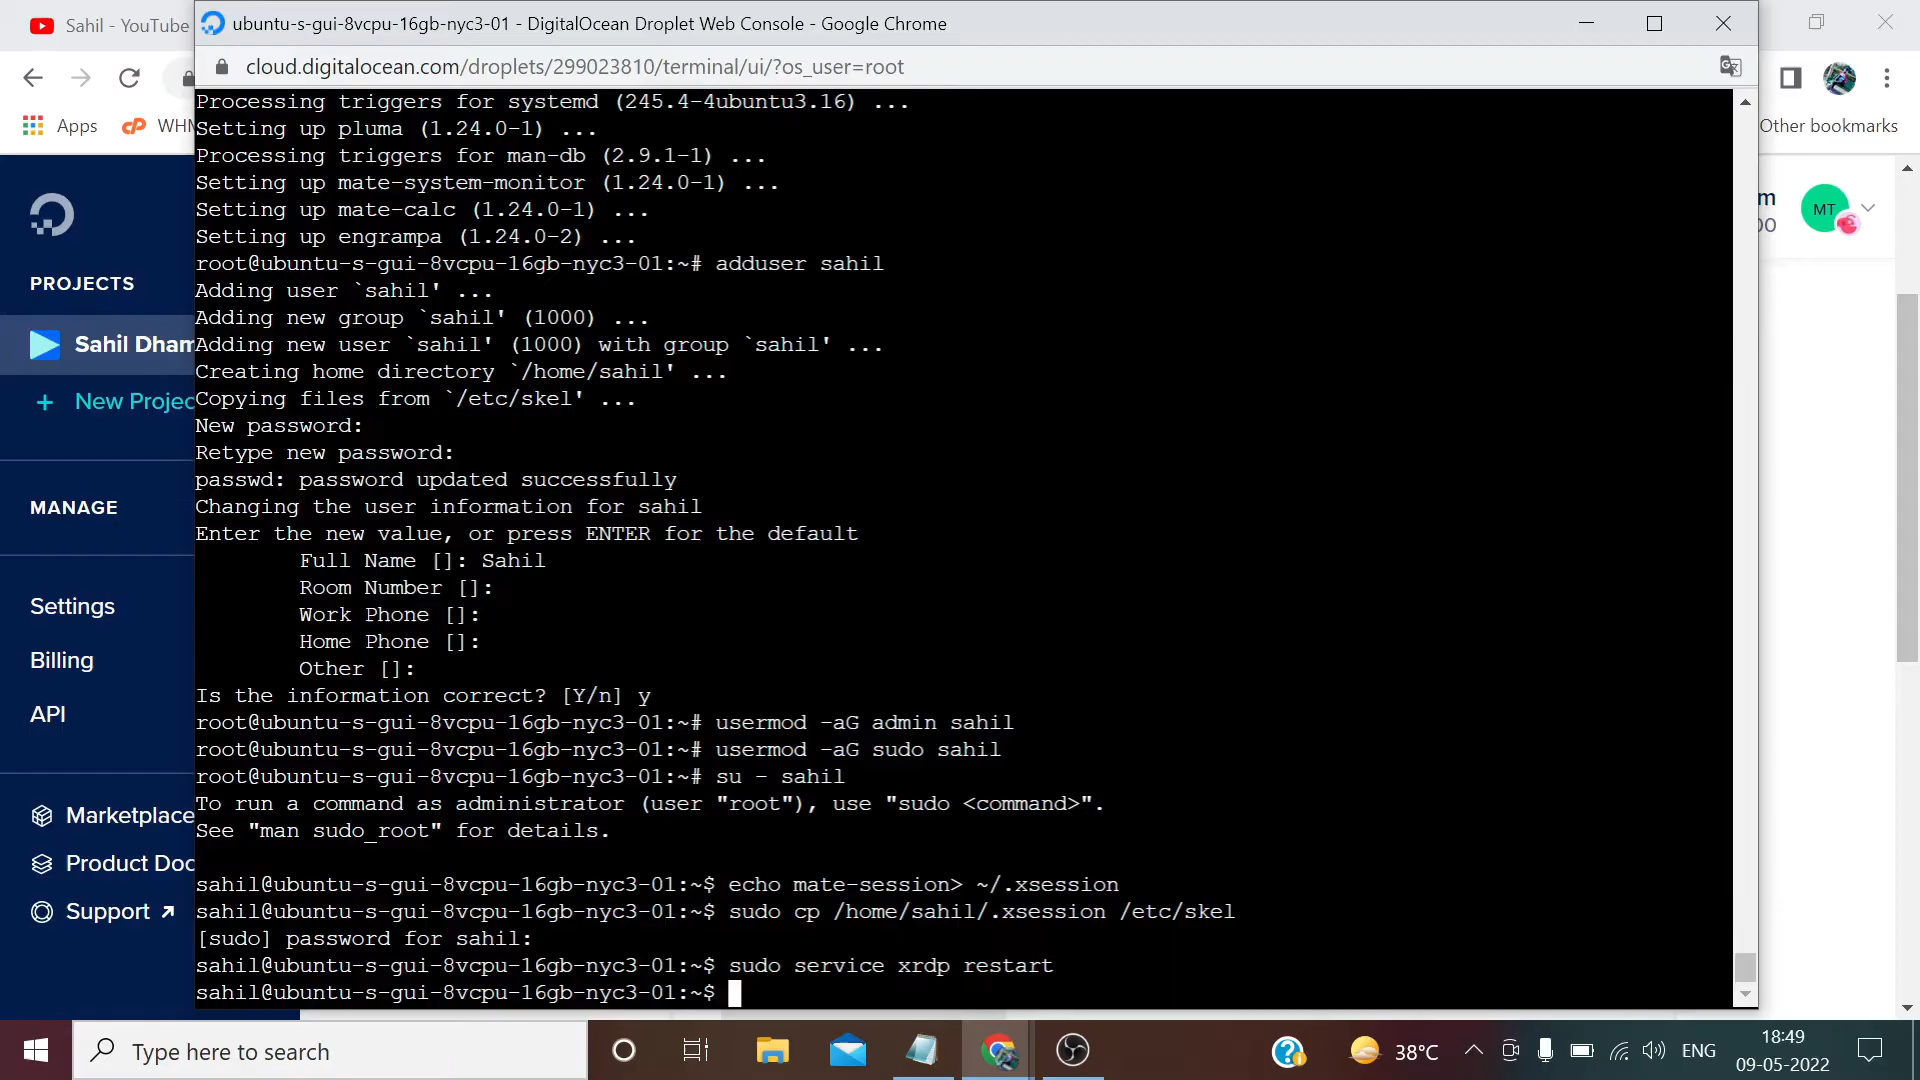 Sahil - YouTube
ubuntu-s-gui-8vcpu-16gb-nyc3-01 - DigitalOcean Droplet Web Console - Google Chrome
cloud.digitalocean.com/droplets/299023810/terminal/ui/?os_user=root
Apps
WHM
Other bookmarks
Processing triggers for systemd (245.4-4ubuntu3.16) ...
Setting up pluma (1.24.0-1) ...
Processing triggers for man-db (2.9.1-1) ...
Setting up mate-system-monitor (1.24.0-1) ...
Setting up mate-calc (1.24.0-1) ...
Setting up engrampa (1.24.0-2) ...
root@ubuntu-s-gui-8vcpu-16gb-nyc3-01:~# adduser sahil
Adding user `sahil' ...
Adding new group `sahil' (1000) ...
Adding new user `sahil' (1000) with group `sahil' ...
Creating home directory `/home/sahil' ...
Copying files from `/etc/skel' ...
New password:
Retype new password:
passwd: password updated successfully
Changing the user information for sahil
Enter the new value, or press ENTER for the default
Full Name []: Sahil
Room Number []:
Work Phone []:
Home Phone []:
Other []:
Is the information correct? [Y/n] y
root@ubuntu-s-gui-8vcpu-16gb-nyc3-01:~# usermod -aG admin sahil
root@ubuntu-s-gui-8vcpu-16gb-nyc3-01:~# usermod -aG sudo sahil
root@ubuntu-s-gui-8vcpu-16gb-nyc3-01:~# su - sahil
To run a command as administrator (user "root"), use "sudo <command>".
See "man sudo_root" for details.
sahil@ubuntu-s-gui-8vcpu-16gb-nyc3-01:~$ echo mate-session> ~/.xsession
sahil@ubuntu-s-gui-8vcpu-16gb-nyc3-01:~$ sudo cp /home/sahil/.xsession /etc/skel
[sudo] password for sahil:
sahil@ubuntu-s-gui-8vcpu-16gb-nyc3-01:~$ sudo service xrdp restart
sahil@ubuntu-s-gui-8vcpu-16gb-nyc3-01:~$
PROJECTS
Sahil Dham
+ New Projec
MANAGE
Settings
Billing
API
Marketplace
Product Doc
Support
m
00
MT
Type here to search
38°C
ENG
18:49
09-05-2022